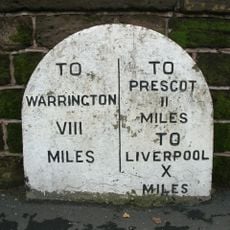 TO
WARRINGTON
VIII
MILES
TO
PRESCOT
II
MILES
TO
LIVERPOOL
X
MILES